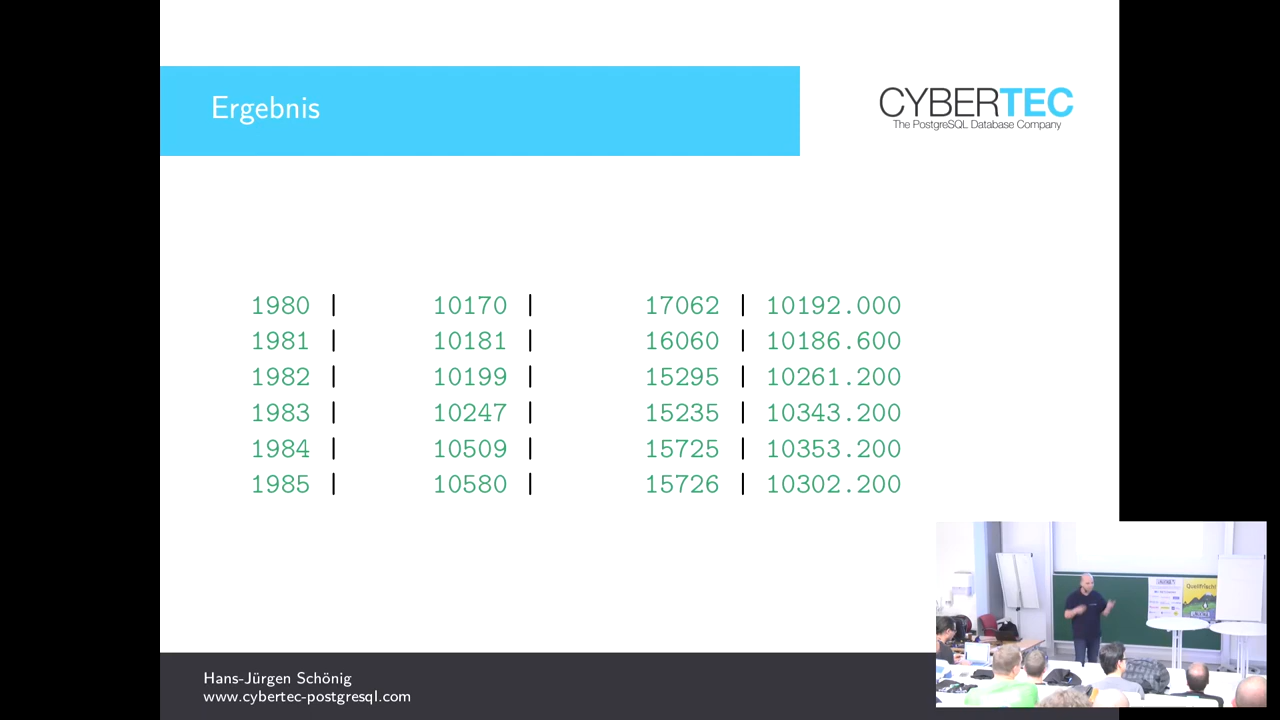 Ergebnis
CYBERTEC
The PostgreSQL Database Company
1980 | 10170 | 17062 | 10192.000
1981 | 10181 | 16060 | 10186.600
1982 | 10199 | 15295 | 10261.200
1983 | 10247 | 15235 | 10343.200
1984 | 10509 | 15725 | 10353.200
1985 | 10580 | 15726 | 10302.200
Hans-Jürgen Schönig
www.cybertec-postgresql.com